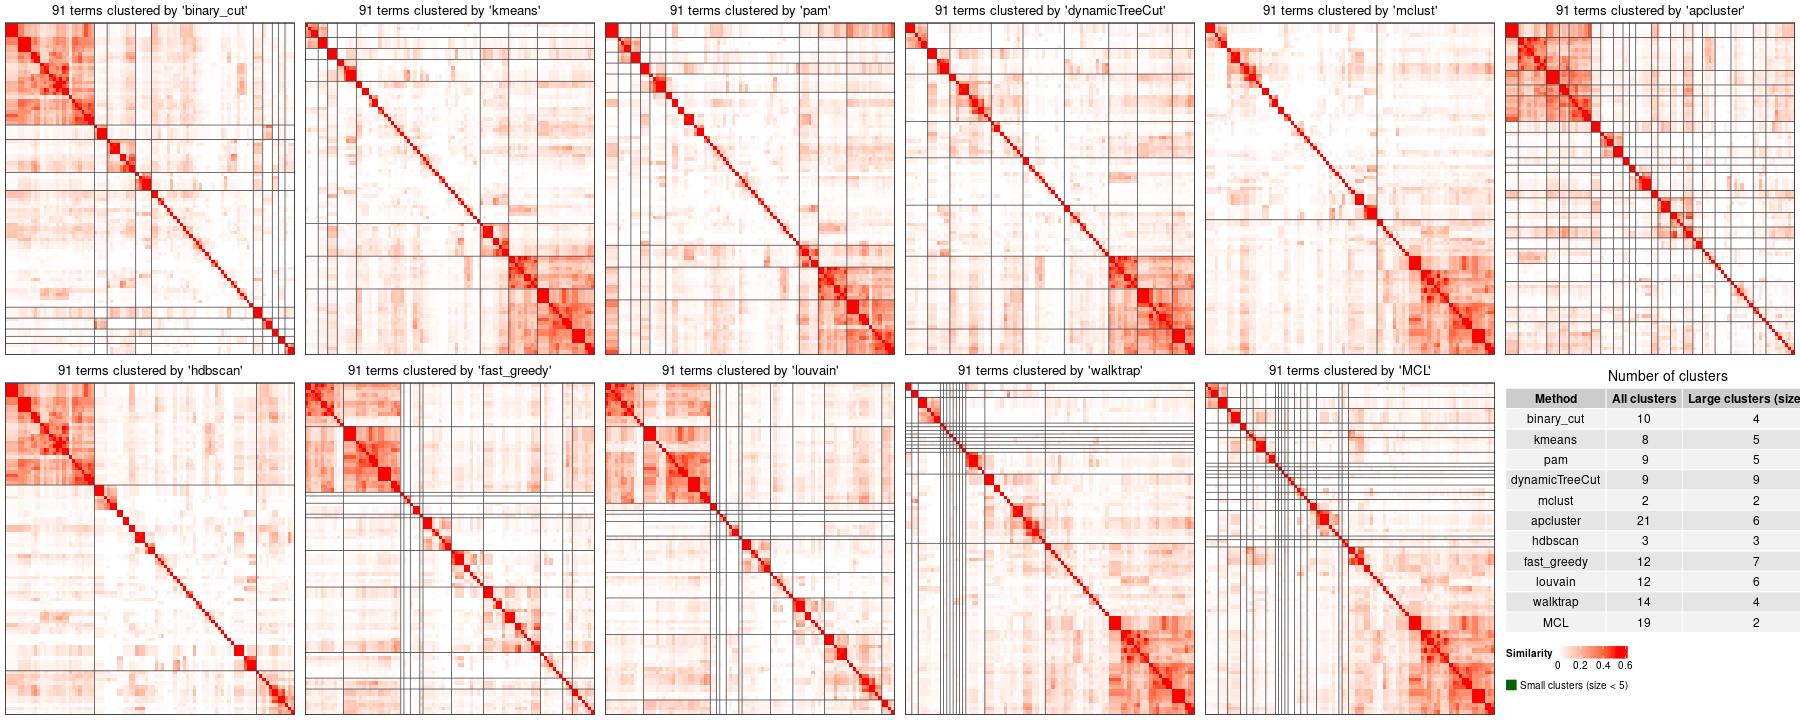 91 terms clustered by 'binary_cut'
91 terms clustered by 'kmeans'
91 terms clustered by 'pam'
91 terms clustered by 'dynamicTreeCut'
91 terms clustered by 'mclust'
91 terms clustered by 'apcluster'
91 terms clustered by 'hdbscan'
91 terms clustered by 'fast_greedy'
91 terms clustered by 'louvain'
91 terms clustered by 'walktrap'
91 terms clustered by 'MCL'
Number of clusters
Method All clusters Large clusters (size
binary_cut 10 4
kmeans 8 5
pam 9 5
dynamicTreeCut 9 9
mclust 2 2
apcluster 21 6
hdbscan 3 3
fast_greedy 12 7
louvain 12 6
walktrap 14 4
MCL 19 2
Similarity
0 0.2 0.4 0.6
Small clusters (size < 5)